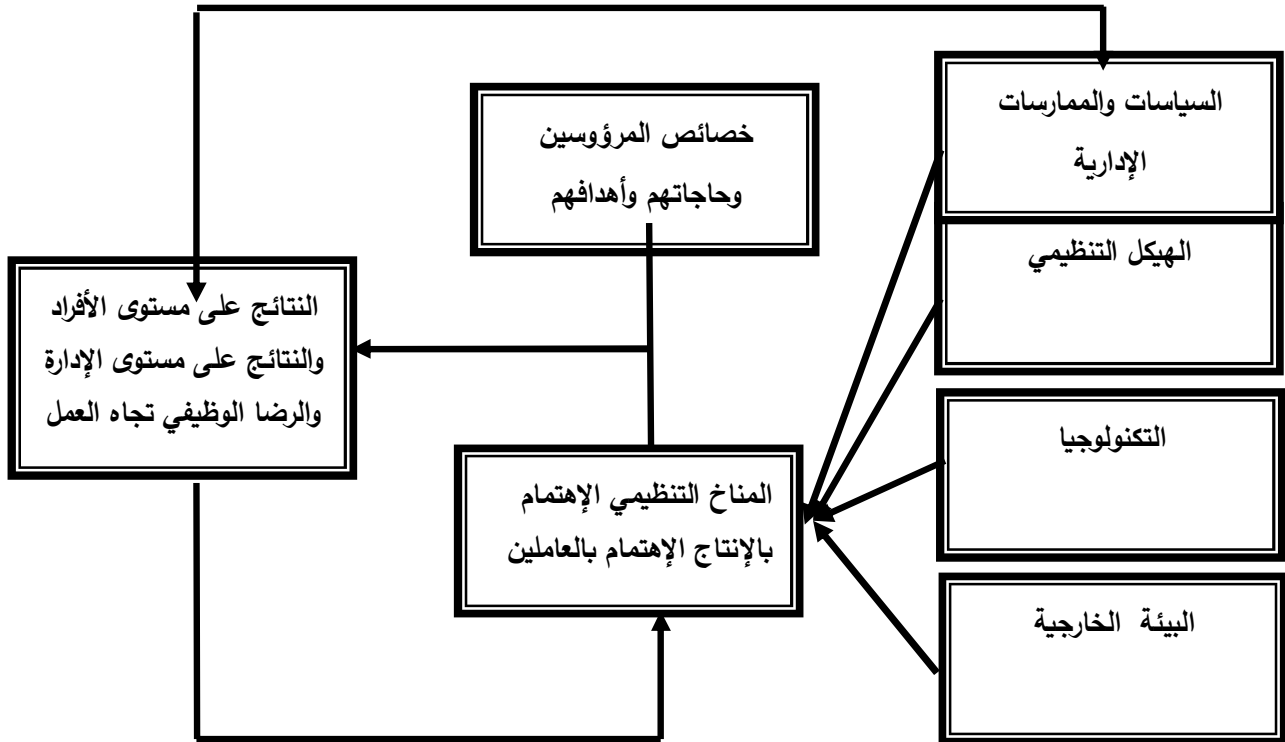 السياسات والممارسات
الإدارية
خصائص المرؤوسين
وحاجاتهم وأهدافهم
الهيكل التنظيمي
النتائج على مستوى الأفراد
والنتائج على مستوى الإدارة
والرضا الوظيفي تجاه العمل
التكنولوجيا
المناخ التنظيمي الإهتمام
بالإنتاج الإهتمام بالعاملين
البيئة الخارجية